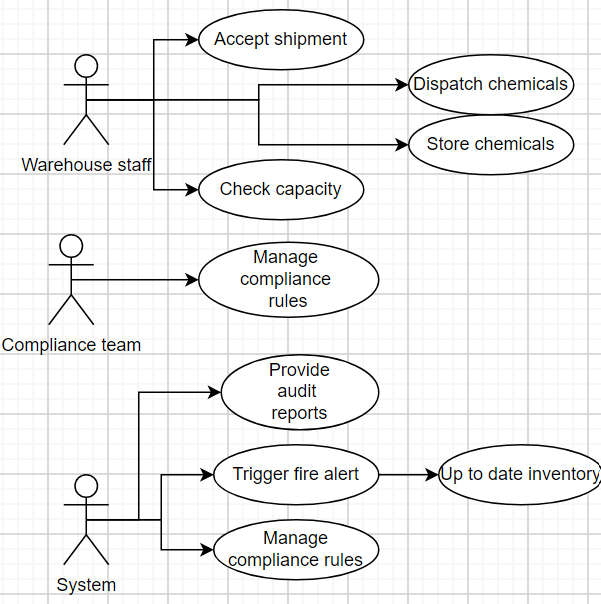 Accept shipment
Dispatch chemicals
Store chemicals
Warehouse staff
Check capacity
Manage
compliance
rules
Compliance team
Provide
audit
reports
Trigger fire alert
Up to date inventory
Manage
compliance rules
System